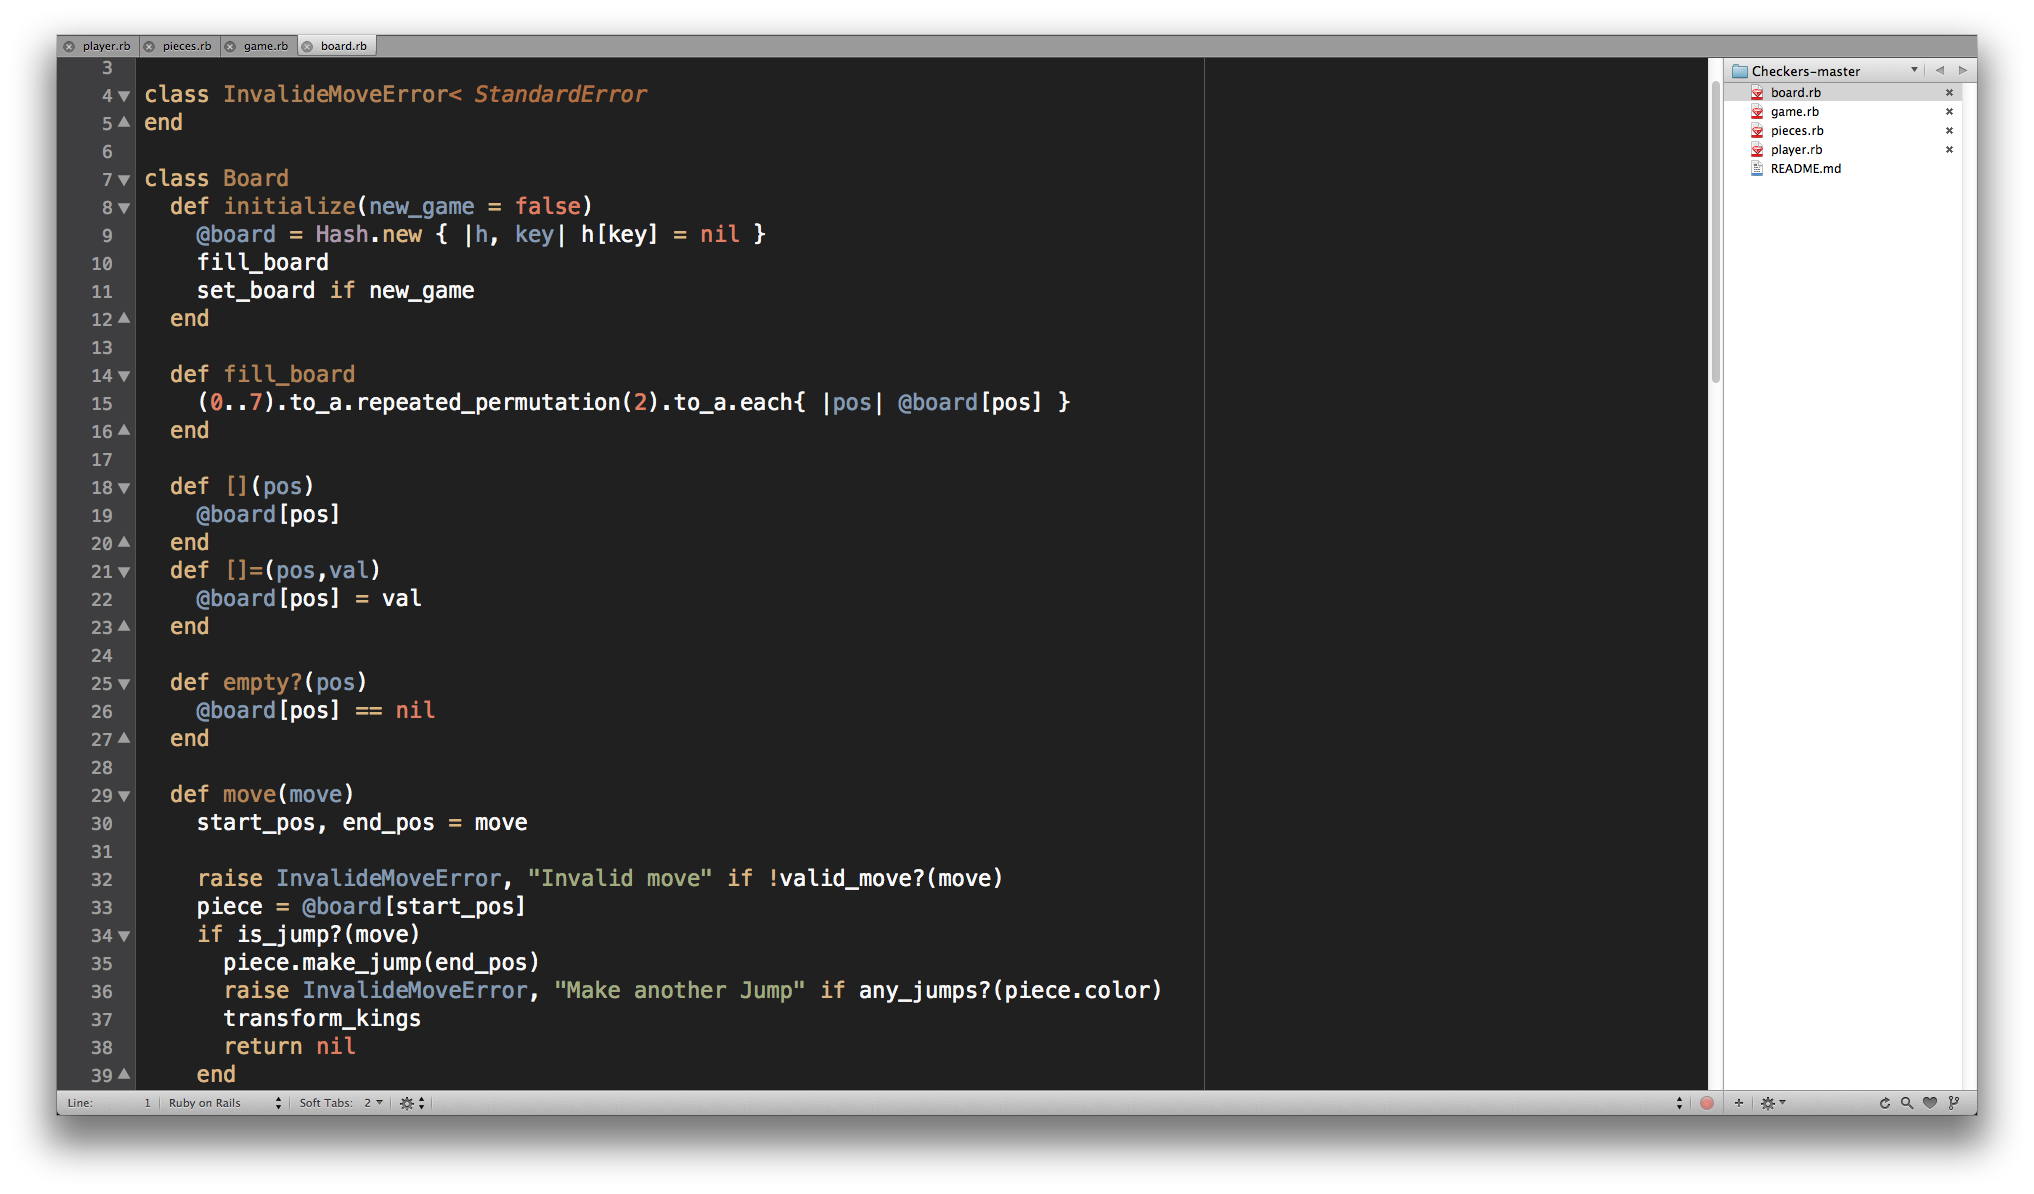 player.rb pieces.rb game.rb board.rb
3
4 class InvalideMoveError< StandardError
5 end
6
7 class Board
8   def initialize(new_game = false)
9     @board = Hash.new { |h, key| h[key] = nil }
10     fill_board
11     set_board if new_game
12   end
13
14   def fill_board
15     (0..7).to_a.repeated_permutation(2).to_a.each{ |pos| @board[pos] }
16   end
17
18   def [](pos)
19     @board[pos]
20   end
21   def []=(pos,val)
22     @board[pos] = val
23   end
24
25   def empty?(pos)
26     @board[pos] == nil
27   end
28
29   def move(move)
30     start_pos, end_pos = move
31
32     raise InvalideMoveError, "Invalid move" if !valid_move?(move)
33     piece = @board[start_pos]
34     if is_jump?(move)
35       piece.make_jump(end_pos)
36       raise InvalideMoveError, "Make another Jump" if any_jumps?(piece.color)
37       transform_kings
38       return nil
39     end
Line: 1 Ruby on Rails Soft Tabs: 2
Checkers-master
board.rb
game.rb
pieces.rb
player.rb
README.md